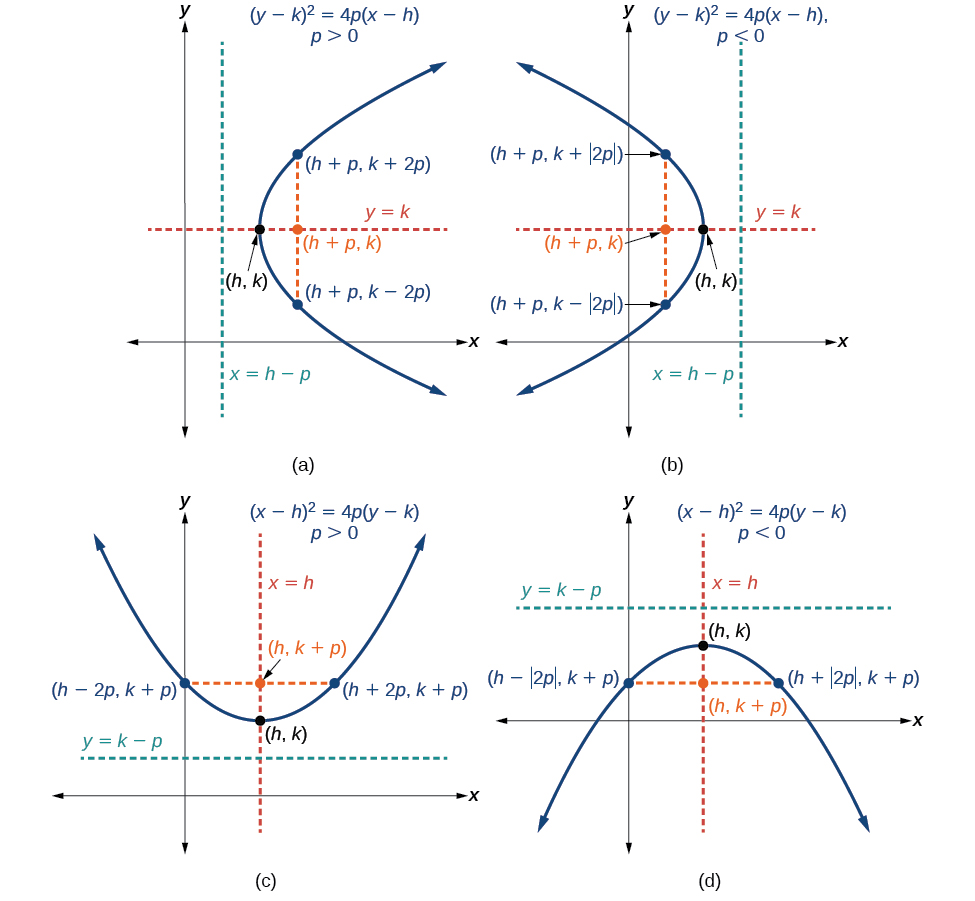 y
(y − k)² = 4p(x − h)
p > 0
(h + p, k + 2p)
y = k
(h + p, k)
(h, k)
(h + p, k − 2p)
x
x = h − p
(a)
y
(y − k)² = 4p(x − h),
p < 0
(h + p, k + |2p|)
y = k
(h + p, k)
(h, k)
(h + p, k − |2p|)
x
x = h − p
(b)
y
(x − h)² = 4p(y − k)
p > 0
x = h
(h, k + p)
(h − 2p, k + p)
(h + 2p, k + p)
(h, k)
y = k − p
x
(c)
y
(x − h)² = 4p(y − k)
p < 0
x = h
y = k − p
(h, k)
(h − |2p|, k + p)
(h + |2p|, k + p)
(h, k + p)
x
(d)